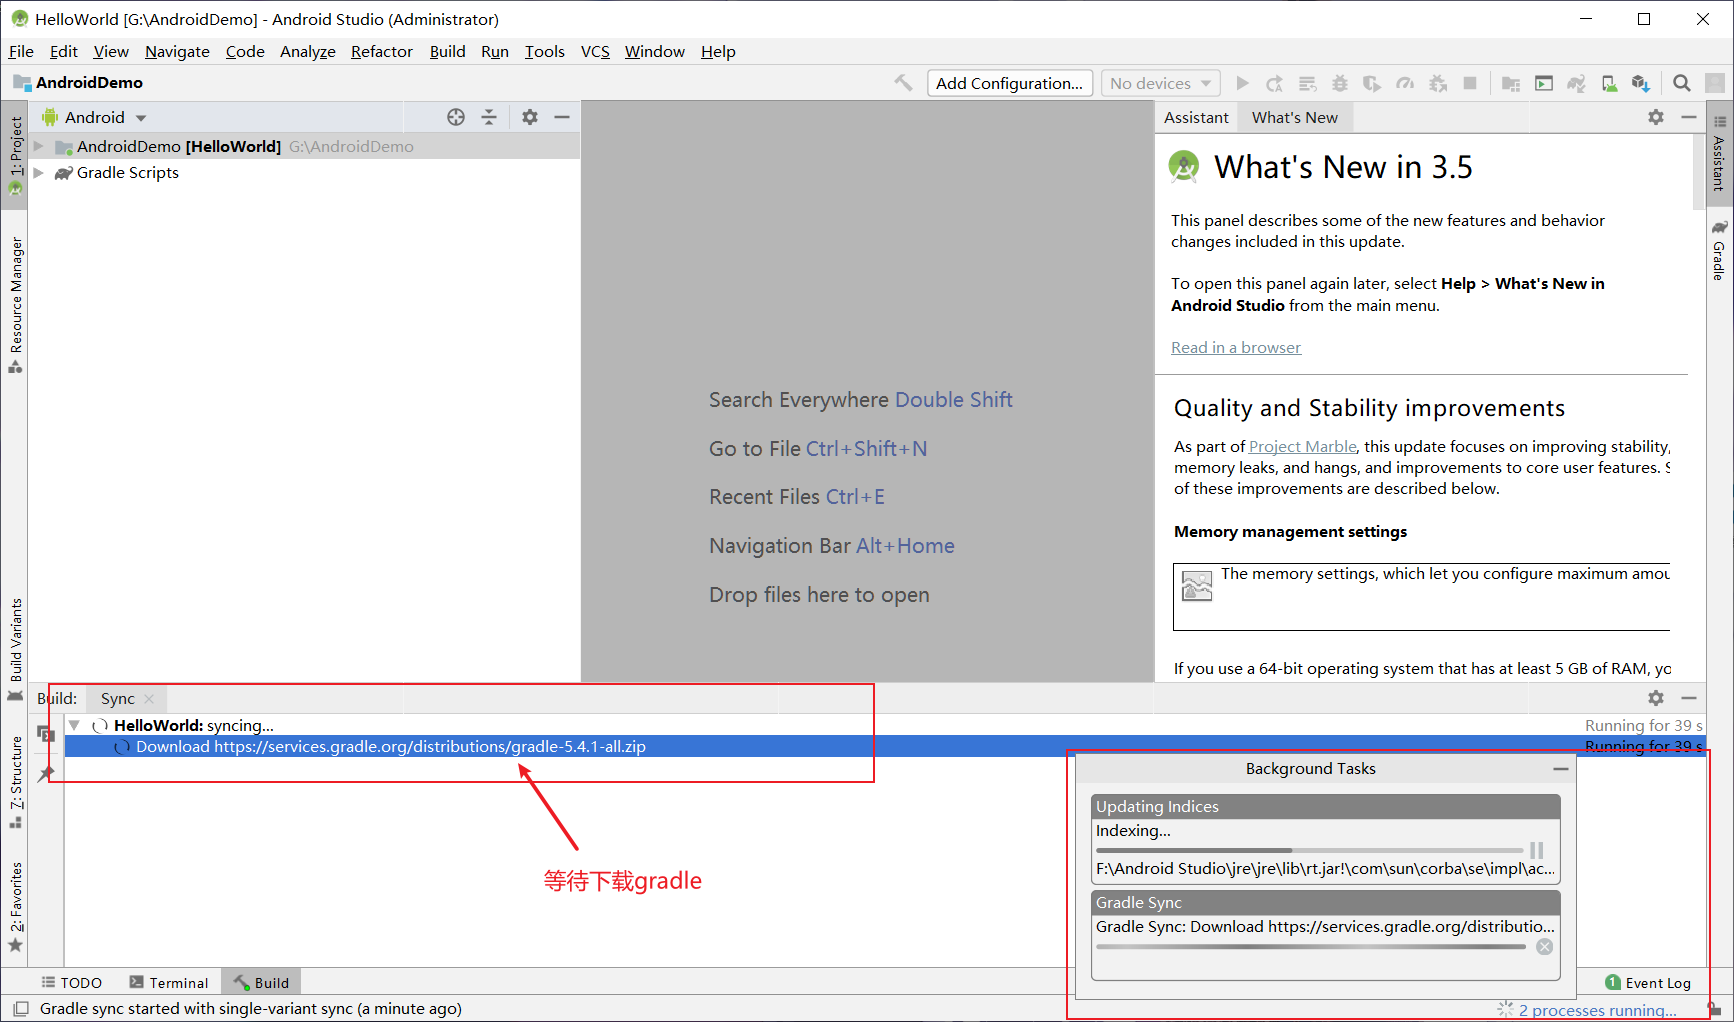 HelloWorld [G:\AndroidDemo] - Android Studio (Administrator)
File Edit View Navigate Code Analyze Refactor Build Run Tools VCS Window Help
AndroidDemo
Add Configuration...
No devices
1: Project
Resource Manager
Build Variants
7: Structure
2: Favorites
Android
AndroidDemo [HelloWorld] G:\AndroidDemo
Gradle Scripts
Search Everywhere Double Shift
Go to File Ctrl+Shift+N
Recent Files Ctrl+E
Navigation Bar Alt+Home
Drop files here to open
Assistant What's New
What's New in 3.5
This panel describes some of the new features and behavior
changes included in this update.
To open this panel again later, select Help > What's New in
Android Studio from the main menu.
Read in a browser
Quality and Stability improvements
As part of Project Marble, this update focuses on improving stability,
memory leaks, and hangs, and improvements to core user features. S
of these improvements are described below.
Memory management settings
The memory settings, which let you configure maximum amou
If you use a 64-bit operating system that has at least 5 GB of RAM, yo
Assistant
Gradle
Build: Sync
HelloWorld: syncing... Running for 39 s
Download https://services.gradle.org/distributions/gradle-5.4.1-all.zip Running for 39 s
等待下载gradle
Background Tasks
Updating Indices
Indexing...
F:\Android Studio\jre\jre\lib\rt.jar!\com\sun\corba\se\impl\ac...
Gradle Sync
Gradle Sync: Download https://services.gradle.org/distributio...
TODO Terminal Build
1 Event Log
Gradle sync started with single-variant sync (a minute ago)
2 processes running...